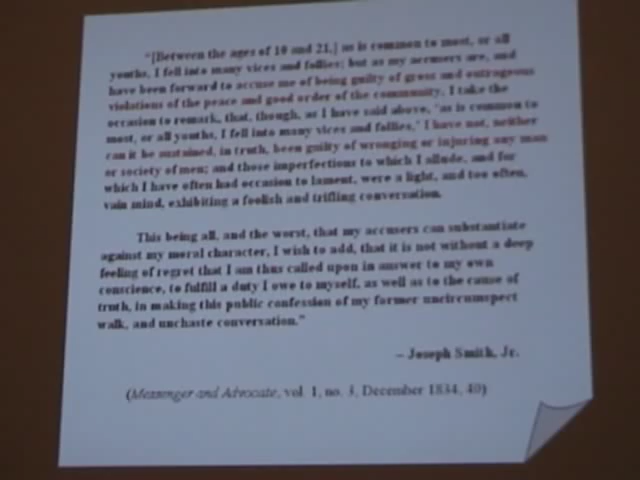 "[Between the ages of 10 and 21,] as is common to most, or all
youths, I fell into many vices and follies; but as my accusers are, and
have been forward to accuse me of being guilty of gross and outrageous
violations of the peace and good order of the community, I take the
occasion to remark, that, though, as I have said above, "as is common to
most, or all youths, I fell into many vices and follies," I have not, neither
can it be sustained, in truth, been guilty of wronging or injuring any man
or society of men; and those imperfections to which I allude, and for
which I have often had occasion to lament, were a light, and too often,
vain mind, exhibiting a foolish and trifling conversation.
This being all, and the worst, that my accusers can substantiate
against my moral character, I wish to add, that it is not without a deep
feeling of regret that I am thus called upon in answer to my own
conscience, to fulfill a duty I owe to myself, as well as to the cause of
truth, in making this public confession of my former uncircumspect
walk, and unchaste conversation."
– Joseph Smith, Jr.
(Messenger and Advocate, vol. 1, no. 3, December 1834, 40)